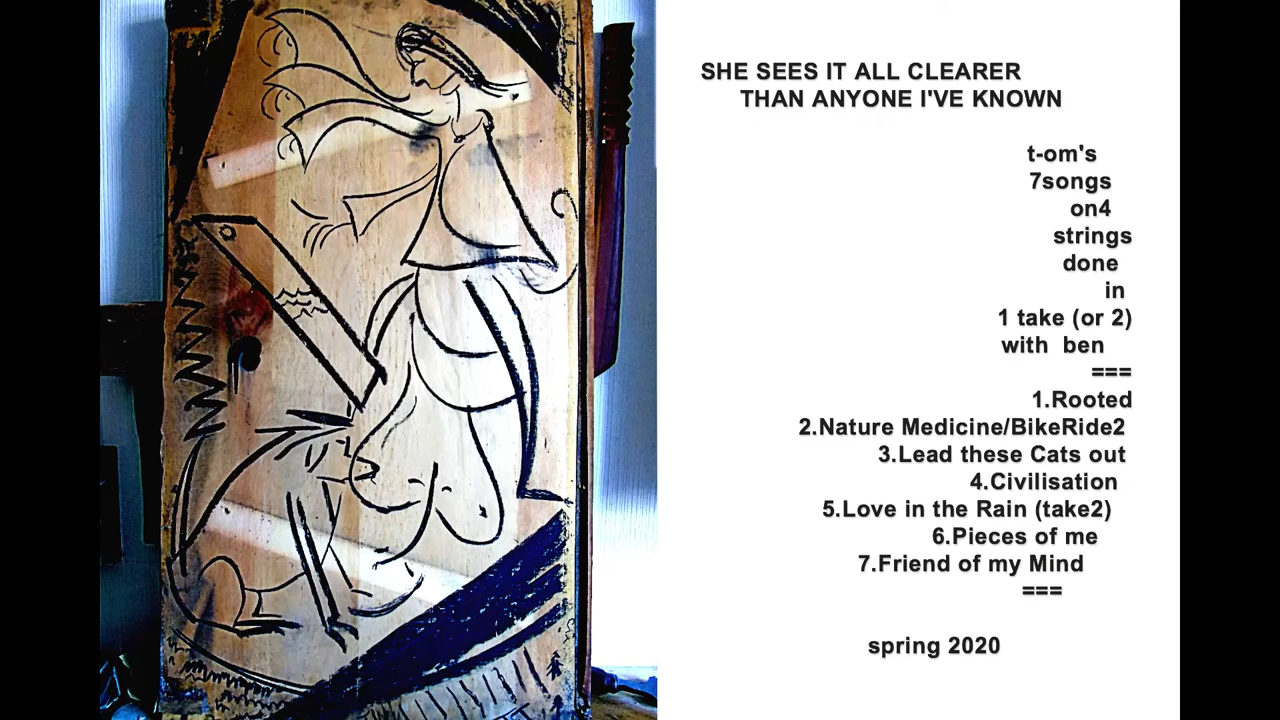 SHE SEES IT ALL CLEARER
THAN ANYONE I'VE KNOWN
t-om's
7songs
on4
strings
done
in
1 take (or 2)
with ben
===
1.Rooted
2.Nature Medicine/BikeRide2
3.Lead these Cats out
4.Civilisation
5.Love in the Rain (take2)
6.Pieces of me
7.Friend of my Mind
===
spring 2020